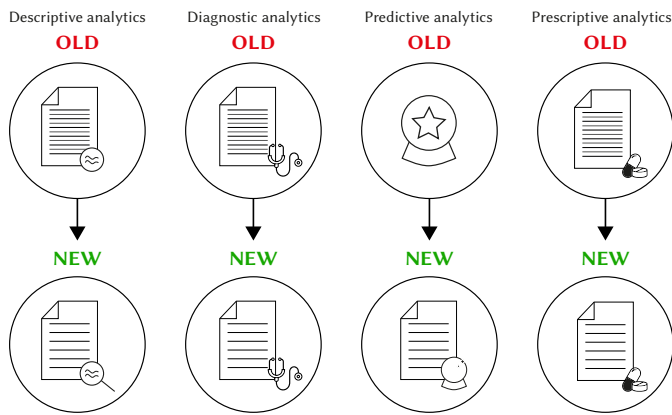 Descriptive analytics
Diagnostic analytics
Predictive analytics
Prescriptive analytics
OLD
OLD
OLD
OLD
NEW
NEW
NEW
NEW